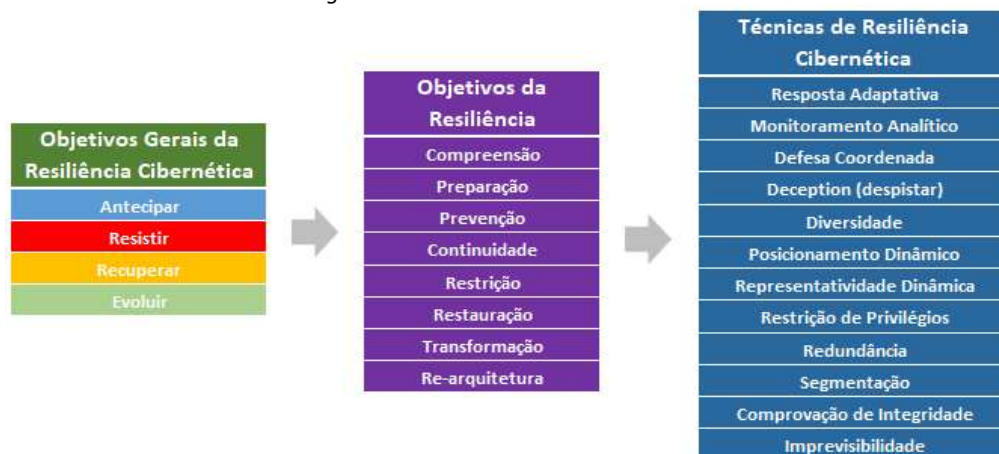 Objetivos Gerais da
Resiliência Cibernética
Antecipar
Resistir
Recuperar
Evoluir
Objetivos da
Resiliência
Compreensão
Preparação
Prevenção
Continuidade
Restrição
Restauração
Transformação
Re-arquitetura
Técnicas de Resiliência
Cibernética
Resposta Adaptativa
Monitoramento Analítico
Defesa Coordenada
Deception (despistar)
Diversidade
Posicionamento Dinâmico
Representatividade Dinâmica
Restrição de Privilégios
Redundância
Segmentação
Comprovação de Integridade
Imprevisibilidade